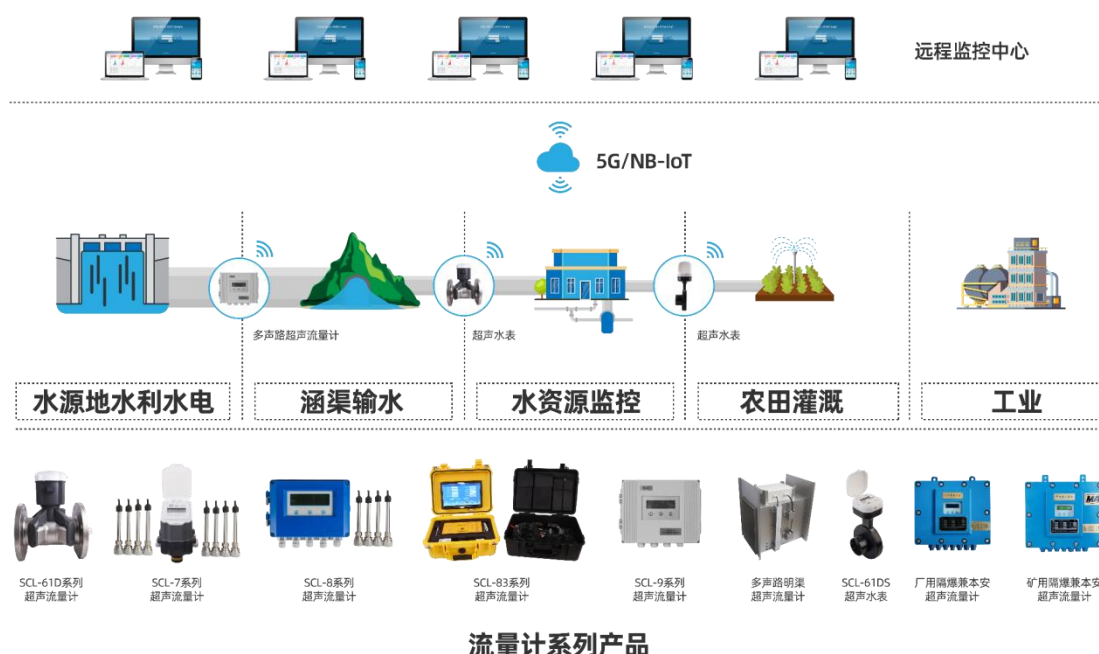 远程监控中心
5G/NB-IoT
多声路超声流量计
超声水表
超声水表
水源地水利水电
涵渠输水
水资源监控
农田灌溉
工业
SCL-61D系列
超声流量计
SCL-7系列
超声流量计
SCL-8系列
超声流量计
SCL-83系列
超声流量计
SCL-9系列
超声流量计
多声路明渠
超声流量计
SCL-61DS
超声水表
厂用隔爆兼本安
超声流量计
矿用隔爆兼本安
超声流量计
流量计系列产品